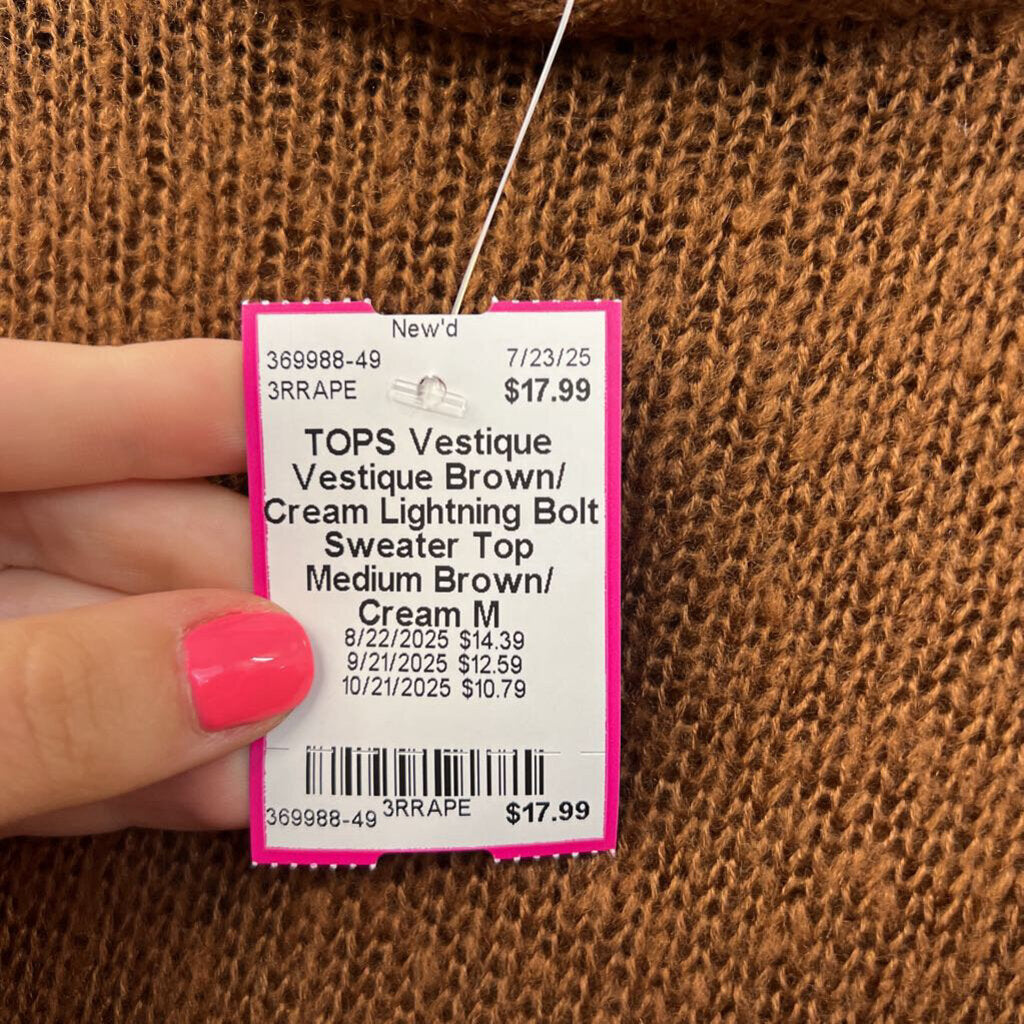 New'd
369988-49 7/23/25
3RRAPE $17.99
TOPS Vestique
Vestique Brown/
Cream Lightning Bolt
Sweater Top
Medium Brown/
Cream M
8/22/2025 $14.39
9/21/2025 $12.59
10/21/2025 $10.79
369988-49 3RRAPE $17.99